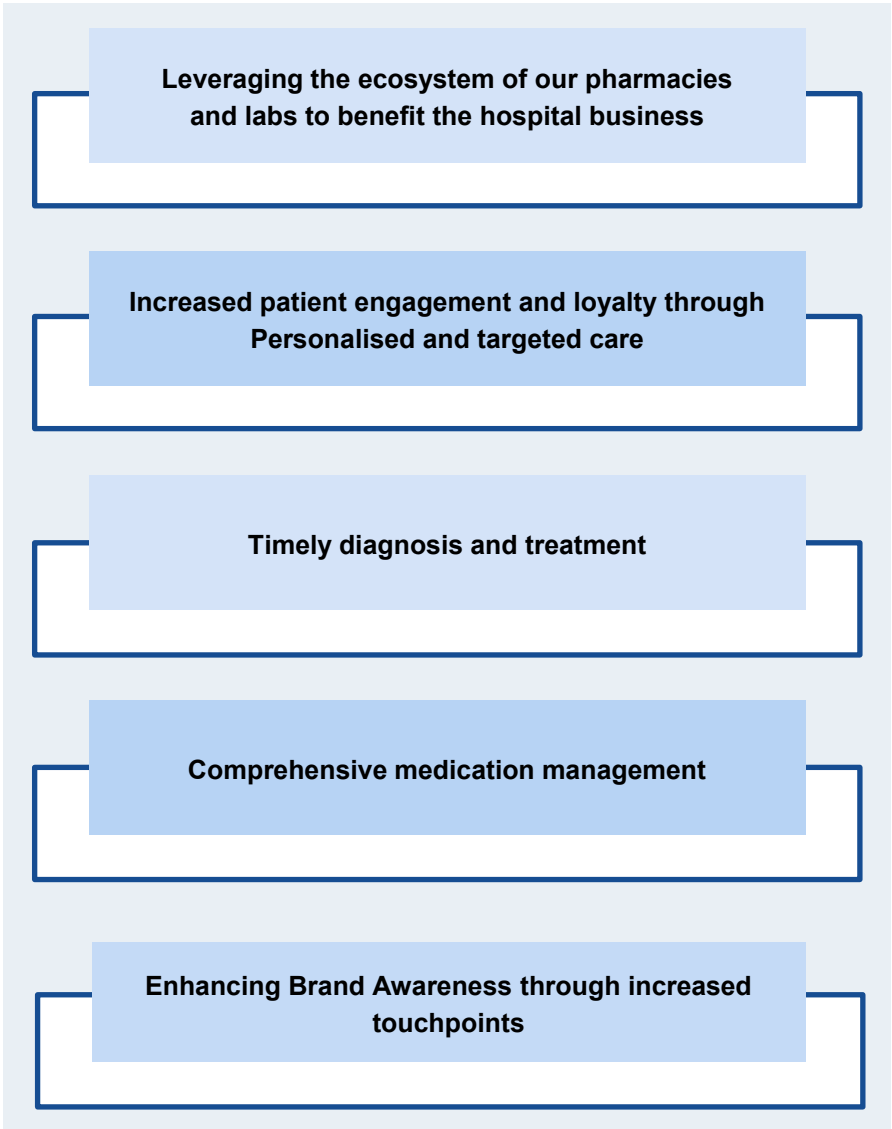 Leveraging the ecosystem of our pharmacies
and labs to benefit the hospital business
Increased patient engagement and loyalty through
Personalised and targeted care
Timely diagnosis and treatment
Comprehensive medication management
Enhancing Brand Awareness through increased
touchpoints